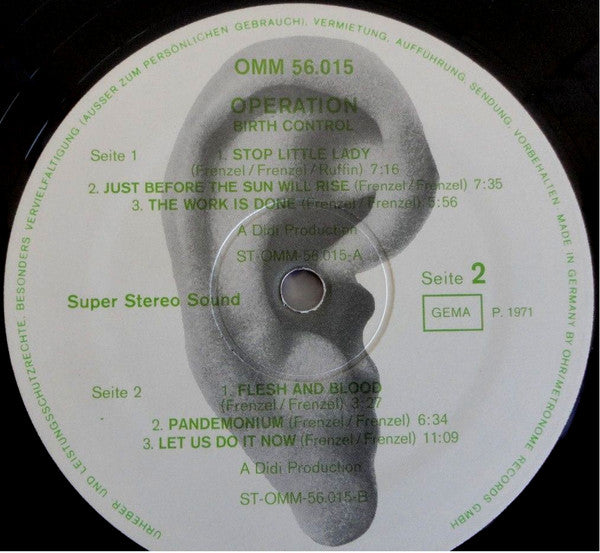 URHEBER UND LEISTUNGSSCHUTZRECHTE, BESONDERS VERVIELFÄLTIGUNG (AUSSER ZUM PERSÖNLICHEN GEBRAUCH), VERMIETUNG, AUFFÜHRUNG, SENDUNG, VORBEHALTEN. MADE IN GERMANY BY OHR/METRONOME RECORDS GMBH
OMM 56.015
OPERATION
BIRTH CONTROL
Seite 1
1. STOP LITTLE LADY
(Frenzel/Frenzel/Ruffin) 7:16
2. JUST BEFORE THE SUN WILL RISE (Frenzel/Frenzel) 7:35
3. THE WORK IS DONE (Frenzel/Frenzel) 5:56
A Didi Production
ST-OMM-56.015-A
Super Stereo Sound
Seite 2
GEMA
P. 1971
Seite 2
1. FLESH AND BLOOD
(Frenzel/Frenzel) 3:27
2. PANDEMONIUM (Frenzel/Frenzel) 6:34
3. LET US DO IT NOW (Frenzel/Frenzel) 11:09
A Didi Production
ST-OMM-56.015-B